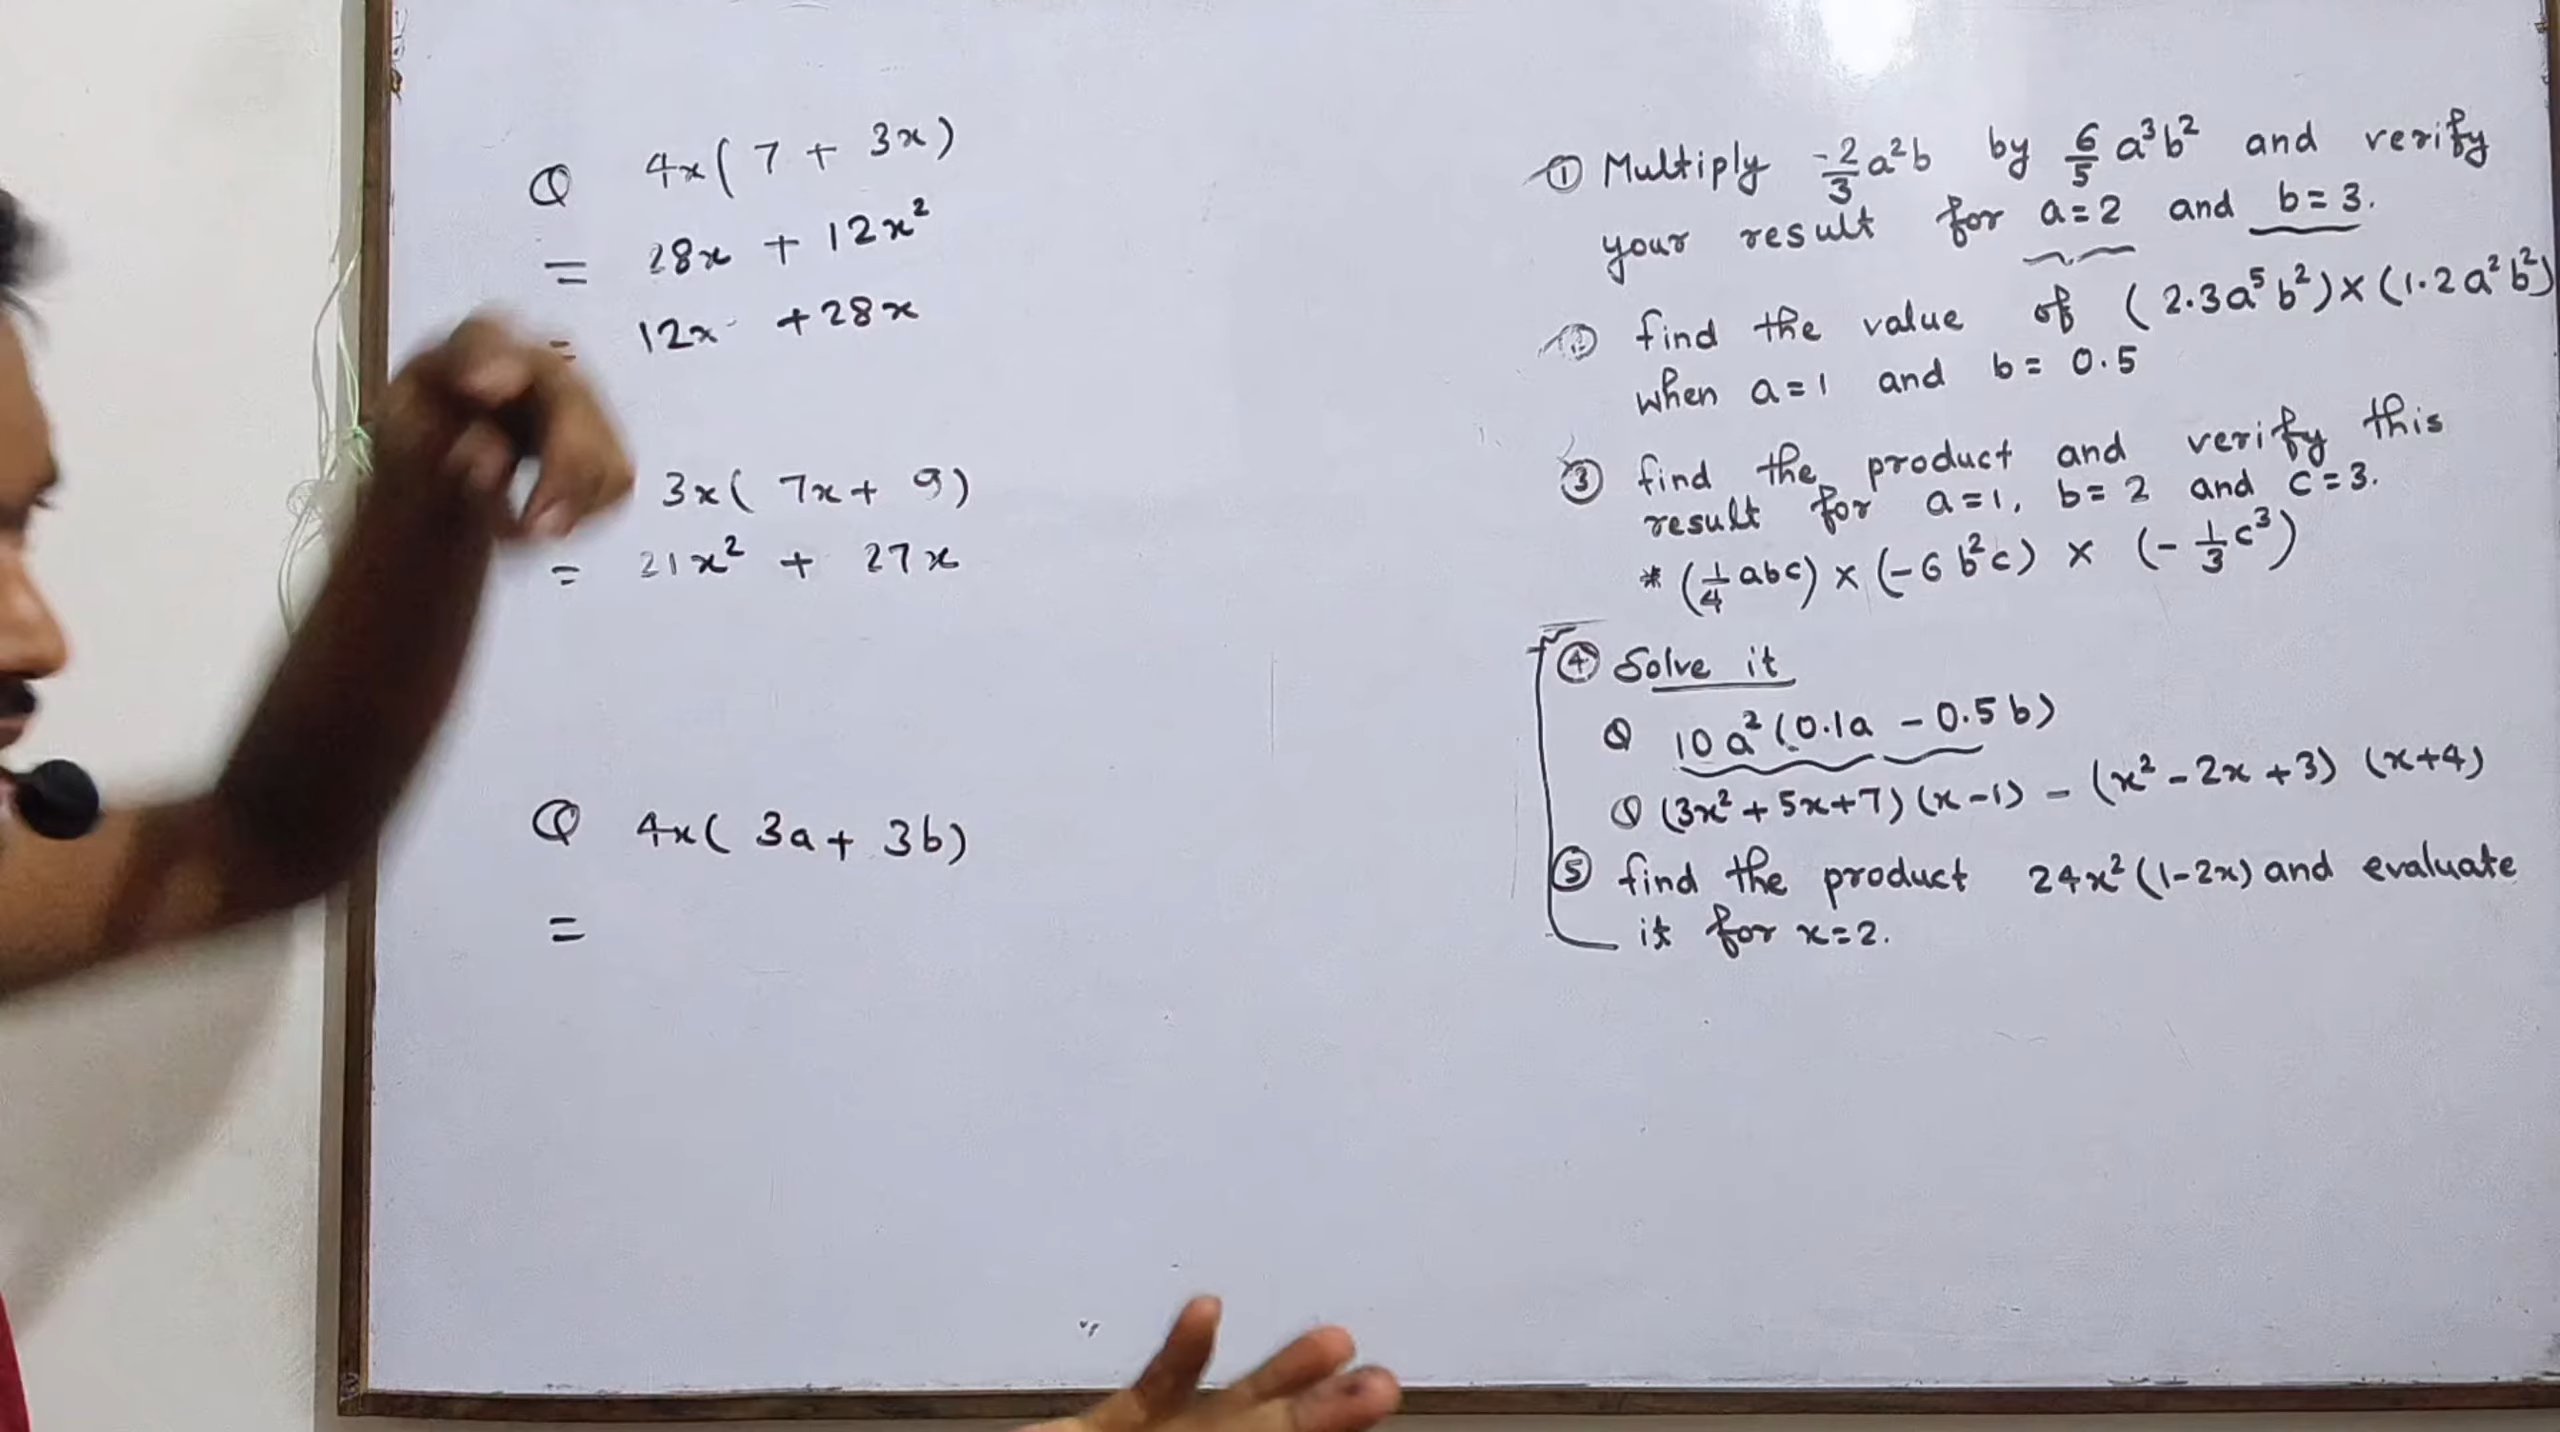 Q 4x(7 + 3x)
= 28x + 12x²
= 12x +28x
3x(7x+ 9)
= 21x² + 27x
Q 4x(3a+ 3b)
=
① Multiply -2/3 a²b by 6/5 a³b² and verify
your result for a=2 and b=3.
② find the value of (2.3a⁵b²)×(1.2a²b²)
when a=1 and b= 0.5
③ find the product and verify this
result for a=1, b=2 and c=3.
* (1/4 abc) × (-6b²c) × (-1/3 c³)
④ Solve it
Q 10a²(0.1a - 0.5b)
Q (3x²+5x+7)(x-1) - (x²-2x+3) (x+4)
⑤ find the product 24x²(1-2x) and evaluate
it for x=2.